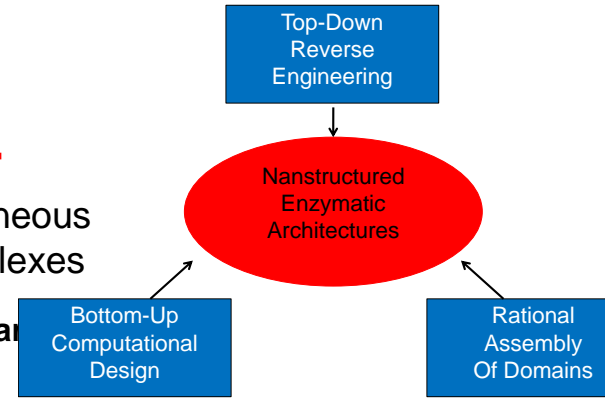 Top-Down
Reverse
Engineering
Nanstructured
Enzymatic
Architectures
neous
lexes
Bottom-Up
Computational
Design
Rational
Assembly
Of Domains